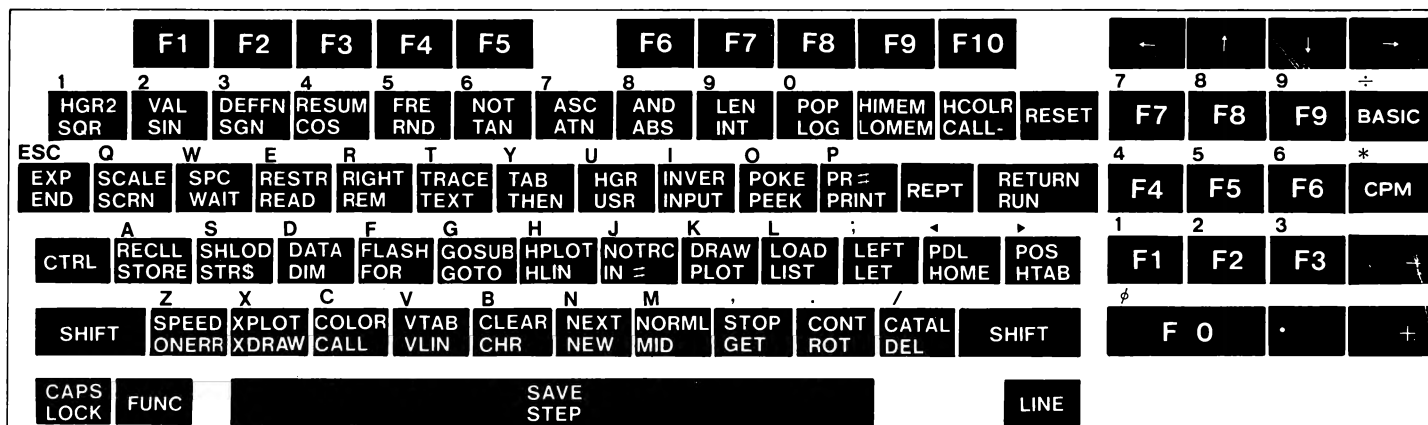 F1 F2 F3 F4 F5 F6 F7 F8 F9 F10 ← ↑ ↓ →
1 2 3 4 5 6 7 8 9 0 7 8 9 ÷
HGR2 VAL DEFFN RESUM FRE NOT ASC AND LEN POP HIMEM HCOLR RESET F7 F8 F9 BASIC
SQR SIN SGN COS RND TAN ATN ABS INT LOG LOMEM CALL-
ESC Q W E R T Y U I O P 4 5 6 *
EXP SCALE SPC RESTR RIGHT TRACE TAB HGR INVER POKE PR= REPT RETURN F4 F5 F6 CPM
END SCRN WAIT READ REM TEXT THEN USR INPUT PEEK PRINT RUN
A S D F G H J K L ; ◄ ► 1 2 3
CTRL RECLL SHLOD DATA FLASH GOSUB HPLOT NOTRC DRAW LOAD LEFT PDL POS F1 F2 F3
STORE STR$ DIM FOR GOTO HLIN IN = PLOT LIST LET HOME HTAB
Z X C V B N M , . / ϕ
SHIFT SPEED XPLOT COLOR VTAB CLEAR NEXT NORML STOP CONT CATAL SHIFT F 0 . +
ONERR XDRAW CALL VLIN CHR NEW MID GET ROT DEL
CAPS FUNC SAVE LINE
LOCK STEP